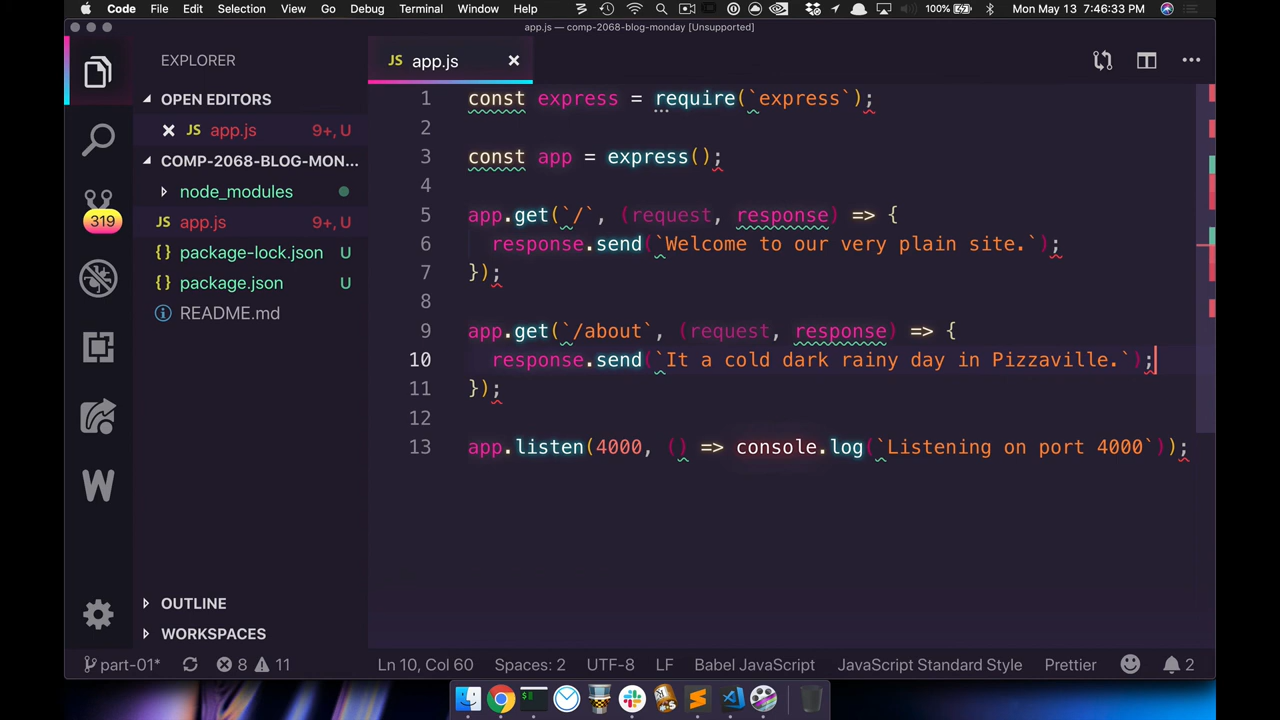 Code File Edit Selection View Go Debug Terminal Window Help 100% Mon May 13 7:46:33 PM
app.js — comp-2068-blog-monday [Unsupported]
EXPLORER
OPEN EDITORS
JS app.js 9+, U
COMP-2068-BLOG-MON...
node_modules
JS app.js 9+, U
{} package-lock.json U
{} package.json U
README.md
319
W
OUTLINE
WORKSPACES
JS app.js
1 const express = require(`express`);
2
3 const app = express();
4
5 app.get(`/`, (request, response) => {
6 response.send(`Welcome to our very plain site.`);
7 });
8
9 app.get(`/about`, (request, response) => {
10 response.send(`It a cold dark rainy day in Pizzaville.`);
11 });
12
13 app.listen(4000, () => console.log(`Listening on port 4000`));
part-01* 8 11 Ln 10, Col 60 Spaces: 2 UTF-8 LF Babel JavaScript JavaScript Standard Style Prettier 2